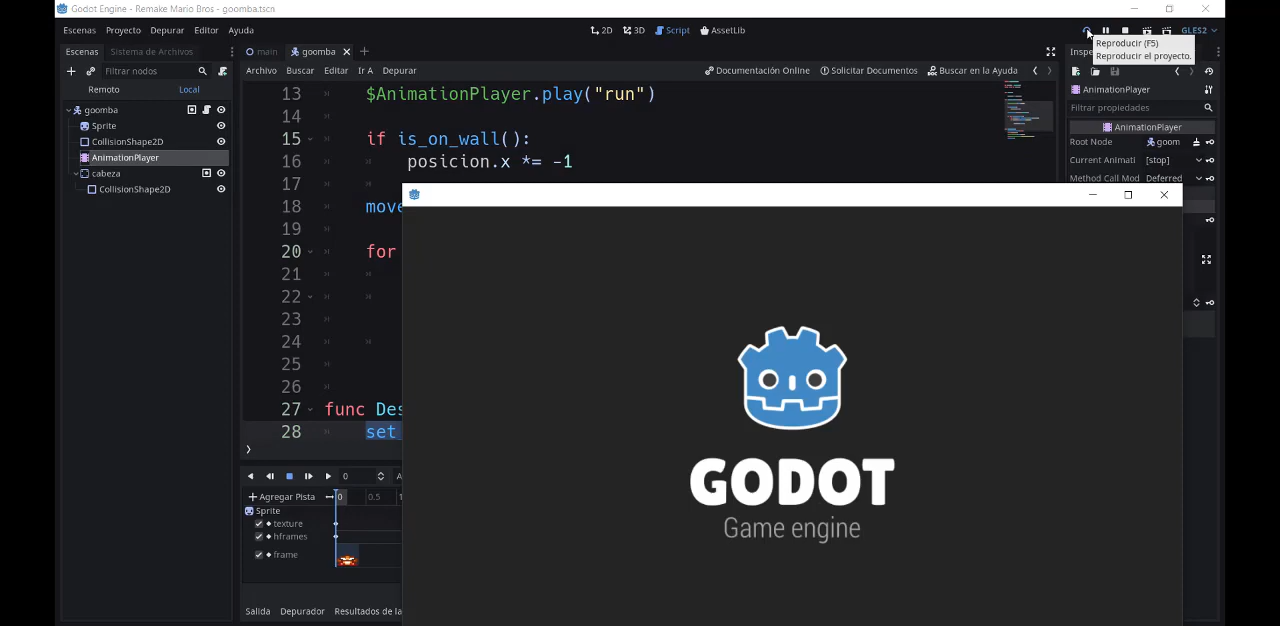 Godot Engine - Remake Mario Bros - goomba.tscn
Escenas Proyecto Depurar Editor Ayuda
2D 3D Script AssetLib
GLES2
Reproducir (F5)
Reproducir el proyecto.
Escenas Sistema de Archivos
main goomba
Filtrar nodos
Archivo Buscar Editar Ir A Depurar
Documentación Online Solicitar Documentos Buscar en la Ayuda
Remoto Local
goomba
Sprite
CollisionShape2D
AnimationPlayer
cabeza
CollisionShape2D
13 $AnimationPlayer.play("run")
14
15 if is_on_wall():
16 posicion.x *= -1
17
18 move
19
20 for
21
22
23
24
25
26
27 func Des
28 set
AnimationPlayer
Filtrar propiedades
AnimationPlayer
Root Node goom
Current Animati [stop]
Method Call Mod Deferred
GODOT
Game engine
0
Agregar Pista 0 0.5 1
Sprite
texture
hframes
frame
Salida Depurador Resultados de la